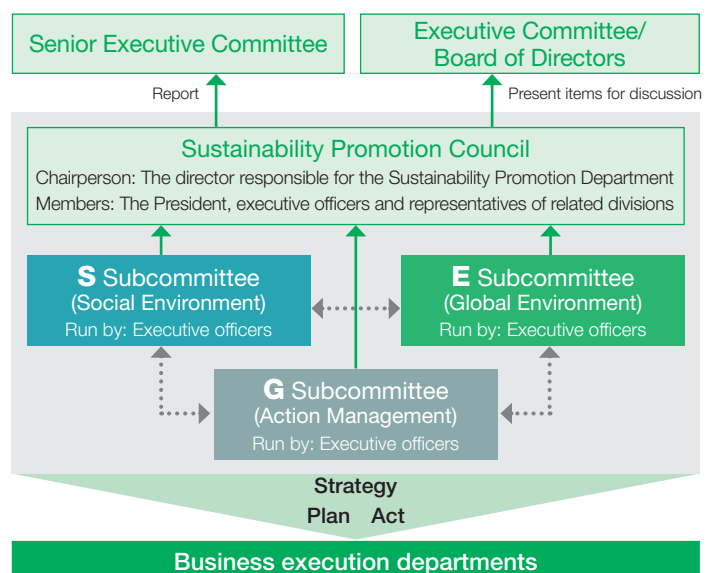 Senior Executive Committee
Executive Committee/
Board of Directors
Report
Present items for discussion
Sustainability Promotion Council
Chairperson: The director responsible for the Sustainability Promotion Department
Members: The President, executive officers and representatives of related divisions
S Subcommittee
(Social Environment)
Run by: Executive officers
E Subcommittee
(Global Environment)
Run by: Executive officers
G Subcommittee
(Action Management)
Run by: Executive officers
Strategy
Plan Act
Business execution departments